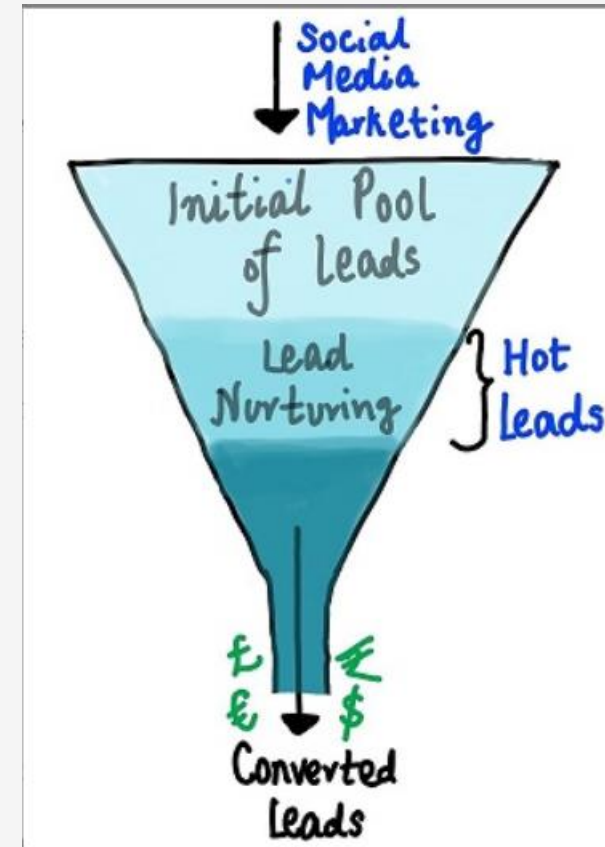 Social
Media
Marketing
Initial Pool
of Leads
Lead
Nurturing
Hot
Leads
£ ₹
€ $
Converted
Leads